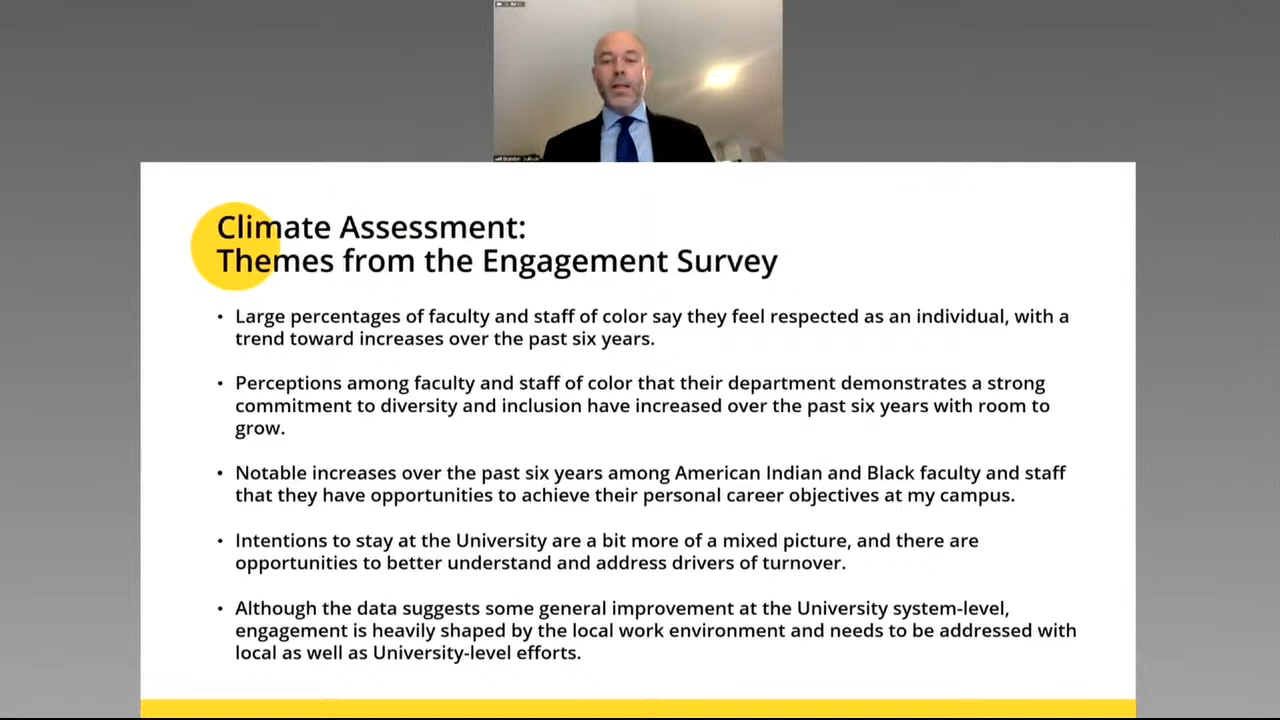 Brandon Sullivan
Climate Assessment:
Themes from the Engagement Survey
• Large percentages of faculty and staff of color say they feel respected as an individual, with a
trend toward increases over the past six years.
• Perceptions among faculty and staff of color that their department demonstrates a strong
commitment to diversity and inclusion have increased over the past six years with room to
grow.
• Notable increases over the past six years among American Indian and Black faculty and staff
that they have opportunities to achieve their personal career objectives at my campus.
• Intentions to stay at the University are a bit more of a mixed picture, and there are
opportunities to better understand and address drivers of turnover.
• Although the data suggests some general improvement at the University system-level,
engagement is heavily shaped by the local work environment and needs to be addressed with
local as well as University-level efforts.